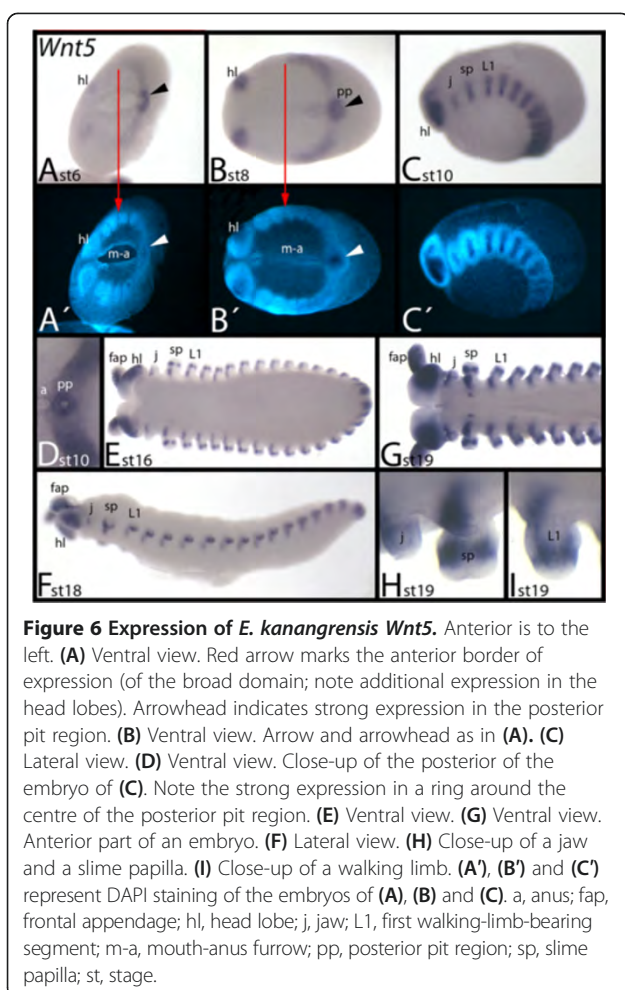 Wnt5
hl
A st6
hl
pp
B st8
j sp L1
hl
C st10
hl
m-a
A´
hl
m-a
B´
C´
a pp
D st10
fap hl j sp L1
E st16
fap hl j sp L1
G st19
fap
j sp L1
hl
F st18
j
sp
H st19
L1
I st19
Figure 6 Expression of E. kanangrensis Wnt5. Anterior is to the
left. (A) Ventral view. Red arrow marks the anterior border of
expression (of the broad domain; note additional expression in the
head lobes). Arrowhead indicates strong expression in the posterior
pit region. (B) Ventral view. Arrow and arrowhead as in (A). (C)
Lateral view. (D) Ventral view. Close-up of the posterior of the
embryo of (C). Note the strong expression in a ring around the
centre of the posterior pit region. (E) Ventral view. (G) Ventral view.
Anterior part of an embryo. (F) Lateral view. (H) Close-up of a jaw
and a slime papilla. (I) Close-up of a walking limb. (A′), (B′) and (C′)
represent DAPI staining of the embryos of (A), (B) and (C). a, anus; fap,
frontal appendage; hl, head lobe; j, jaw; L1, first walking-limb-bearing
segment; m-a, mouth-anus furrow; pp, posterior pit region; sp, slime
papilla; st, stage.